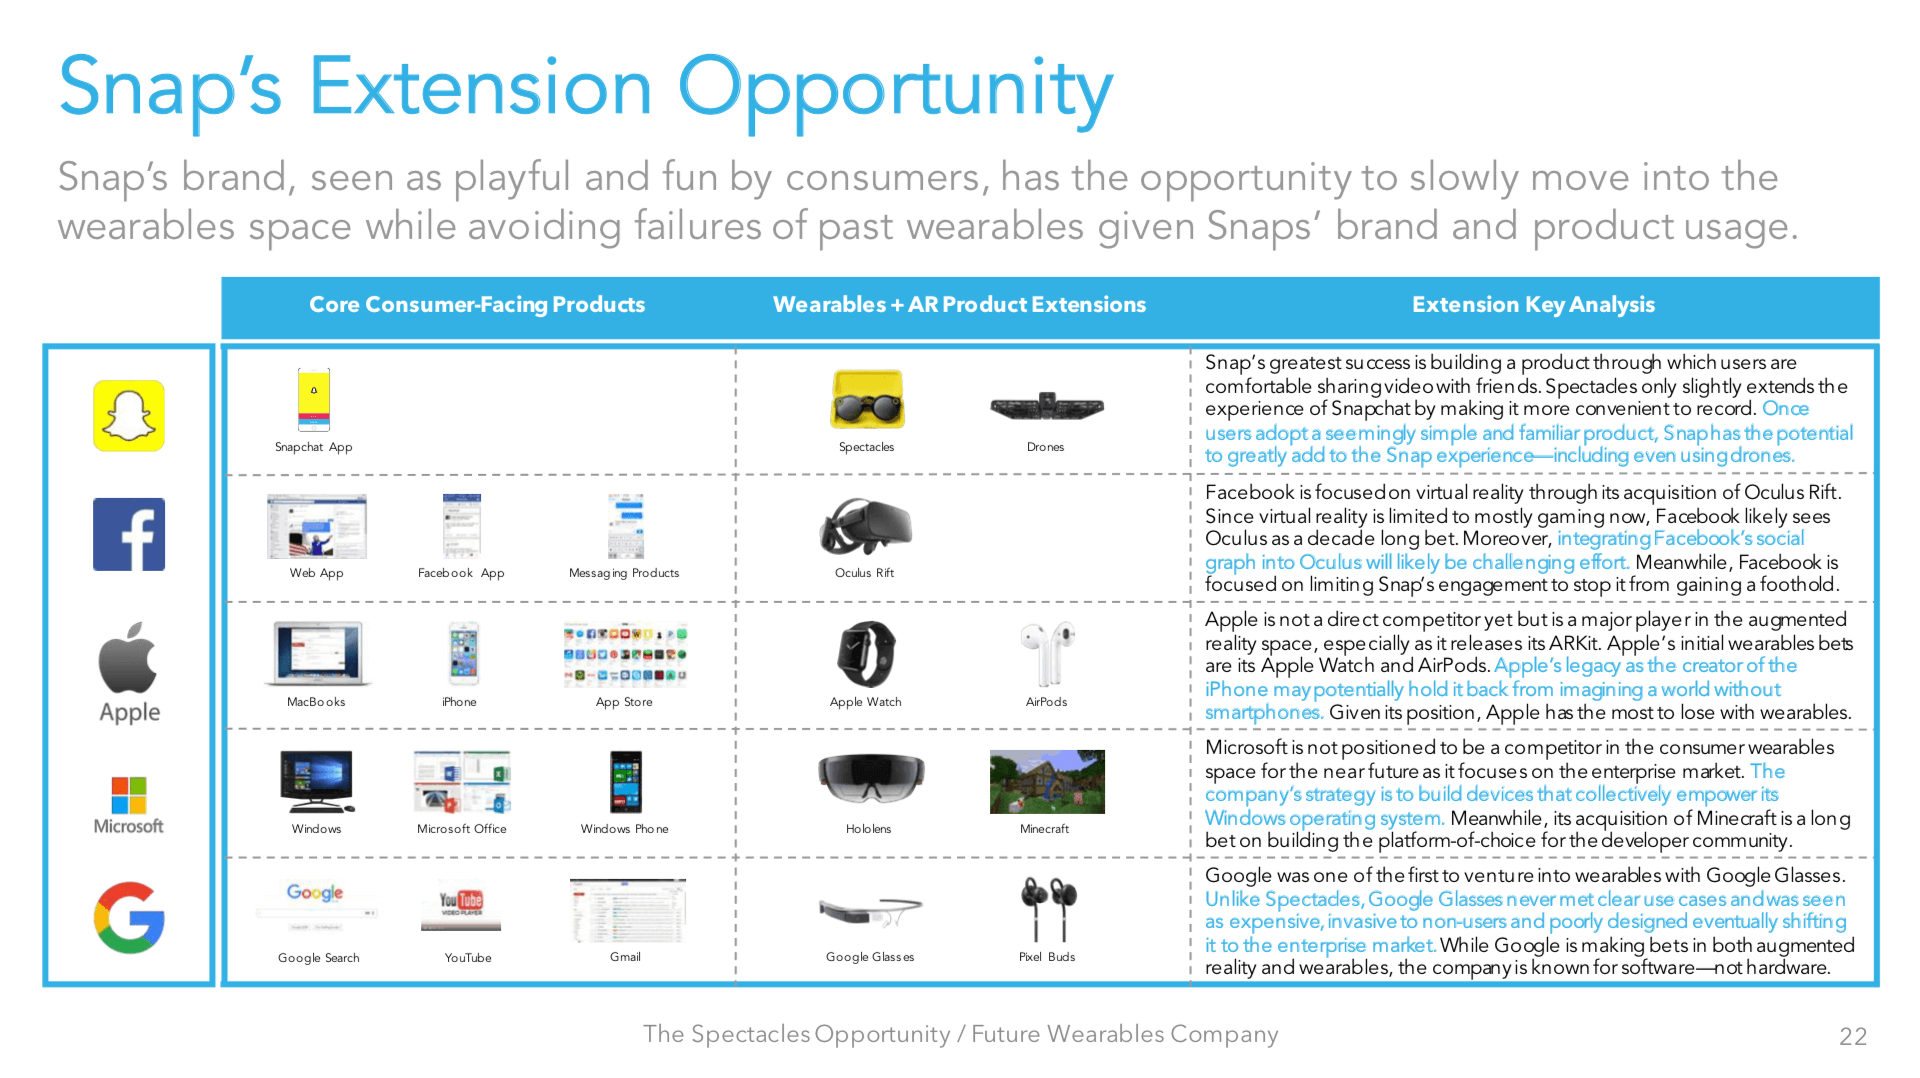 Snap's Extension Opportunity
Snap's brand, seen as playful and fun by consumers, has the opportunity to slowly move into the
wearables space while avoiding failures of past wearables given Snaps' brand and product usage.
Core Consumer-Facing Products
Wearables + AR Product Extensions
Extension Key Analysis
Snapchat App
Spectacles
Drones
Snap's greatest success is building a product through which users are
comfortable sharing video with friends. Spectacles only slightly extends the
experience of Snapchat by making it more convenient to record. Once
users adopt a seemingly simple and familiar product, Snap has the potential
to greatly add to the Snap experience—including even using drones.
Web App
Facebook App
Messaging Products
Oculus Rift
Facebook is focused on virtual reality through its acquisition of Oculus Rift.
Since virtual reality is limited to mostly gaming now, Facebook likely sees
Oculus as a decade long bet. Moreover, integrating Facebook's social
graph into Oculus will likely be challenging effort. Meanwhile, Facebook is
focused on limiting Snap's engagement to stop it from gaining a foothold.
Apple
MacBooks
iPhone
App Store
Apple Watch
AirPods
Apple is not a direct competitor yet but is a major player in the augmented
reality space, especially as it releases its ARKit. Apple's initial wearables bets
are its Apple Watch and AirPods. Apple's legacy as the creator of the
iPhone may potentially hold it back from imagining a world without
smartphones. Given its position, Apple has the most to lose with wearables.
Microsoft
Windows
Microsoft Office
Windows Phone
Hololens
Minecraft
Microsoft is not positioned to be a competitor in the consumer wearables
space for the near future as it focuses on the enterprise market. The
company's strategy is to build devices that collectively empower its
Windows operating system. Meanwhile, its acquisition of Minecraft is a long
bet on building the platform-of-choice for the developer community.
Google
YouTube
VIDEO PLAYER
Google Search
YouTube
Gmail
Google Glasses
Pixel Buds
Google was one of the first to venture into wearables with Google Glasses.
Unlike Spectacles, Google Glasses never met clear use cases and was seen
as expensive, invasive to non-users and poorly designed eventually shifting
it to the enterprise market. While Google is making bets in both augmented
reality and wearables, the company is known for software—not hardware.
The Spectacles Opportunity / Future Wearables Company
22